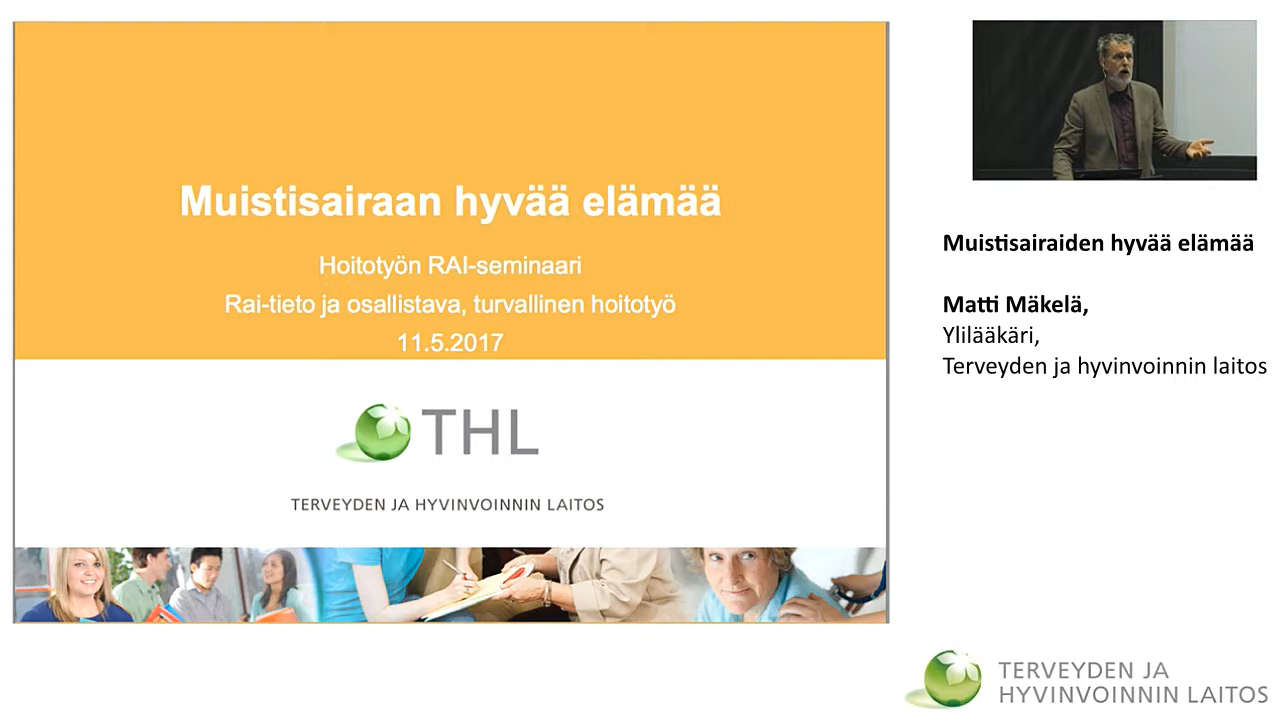 Muistisairaan hyvää elämää
Hoitotyön RAI-seminaari
Rai-tieto ja osallistava, turvallinen hoitotyö
11.5.2017
THL
TERVEYDEN JA HYVINVOINNIN LAITOS
Muistisairaiden hyvää elämää
Matti Mäkelä,
Ylilääkäri,
Terveyden ja hyvinvoinnin laitos
TERVEYDEN JA
HYVINVOINNIN LAITOS